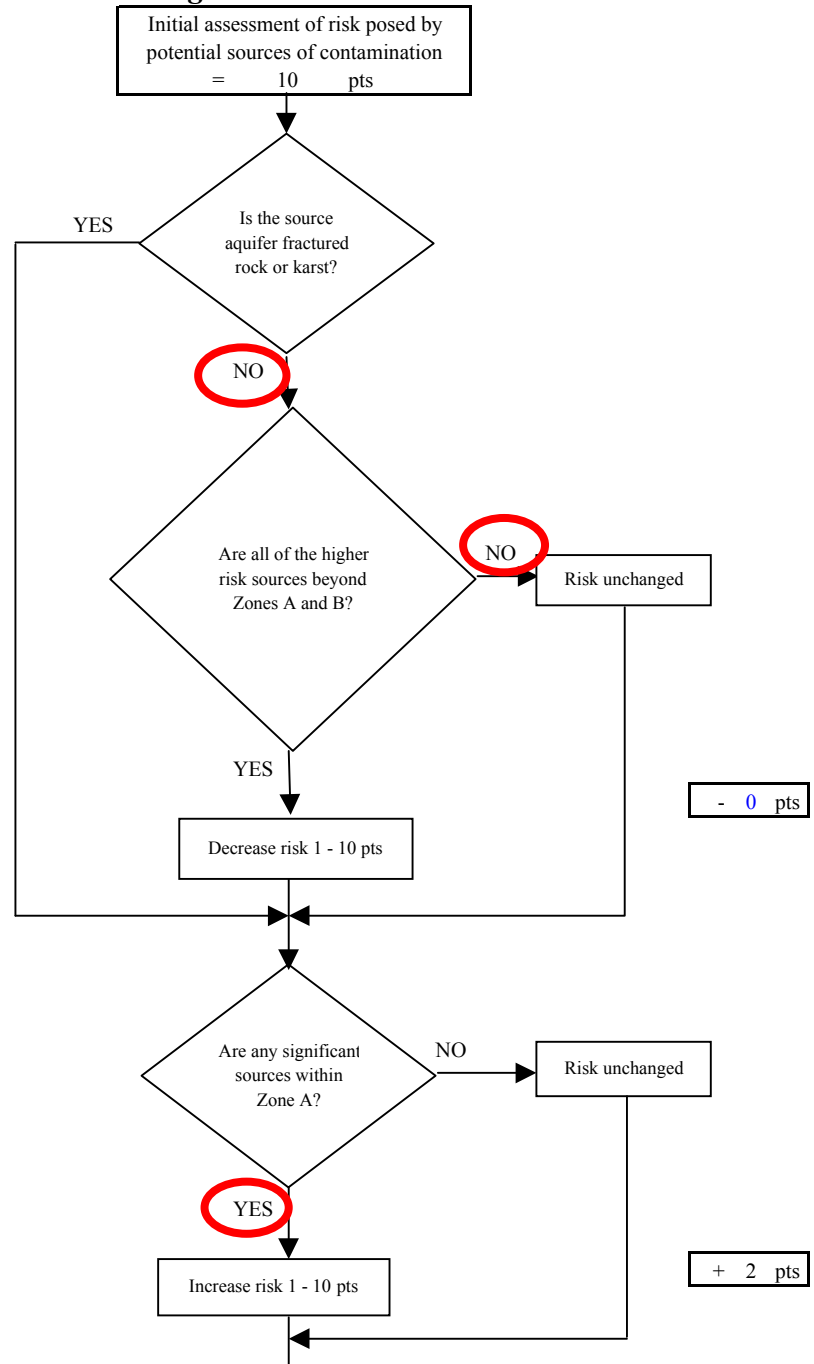 Initial assessment of risk posed by
potential sources of contamination
= 10 pts
YES
Is the source
aquifer fractured
rock or karst?
NO
Are all of the higher
risk sources beyond
Zones A and B?
NO
Risk unchanged
YES
- 0 pts
Decrease risk 1 - 10 pts
Are any significant
sources within
Zone A?
NO
Risk unchanged
YES
+ 2 pts
Increase risk 1 - 10 pts